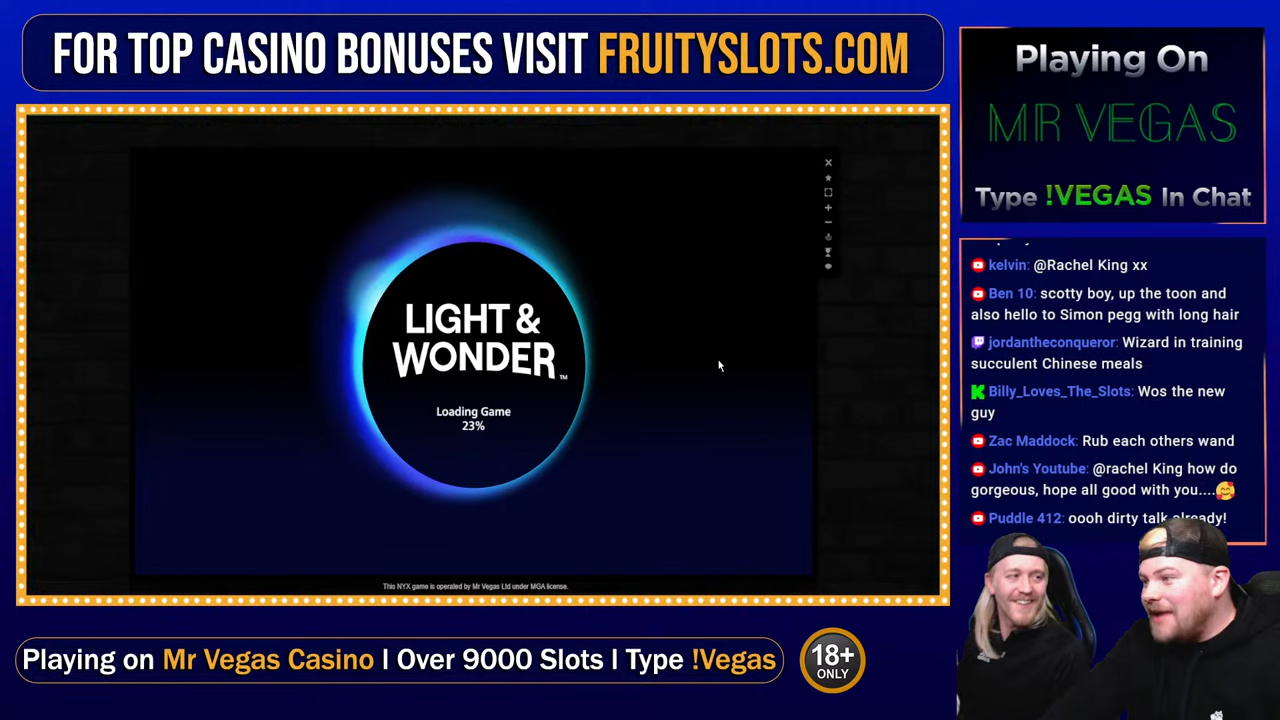 FOR TOP CASINO BONUSES VISIT FRUITYSLOTS.COM
Playing On
MR VEGAS
Type !VEGAS In Chat
LIGHT &
WONDER™
Loading Game
23%
This NYX game is operated by Mr Vegas Ltd under MGA license.
kelvin: @Rachel King xx
Ben 10: scotty boy, up the toon and
also hello to Simon pegg with long hair
jordantheconqueror: Wizard in training
succulent Chinese meals
Billy_Loves_The_Slots: Wos the new
guy
Zac Maddock: Rub each others wand
John's Youtube: @rachel King how do
gorgeous, hope all good with you....🥰
Puddle 412: oooh dirty talk already!
Playing on Mr Vegas Casino | Over 9000 Slots | Type !Vegas
18+
ONLY